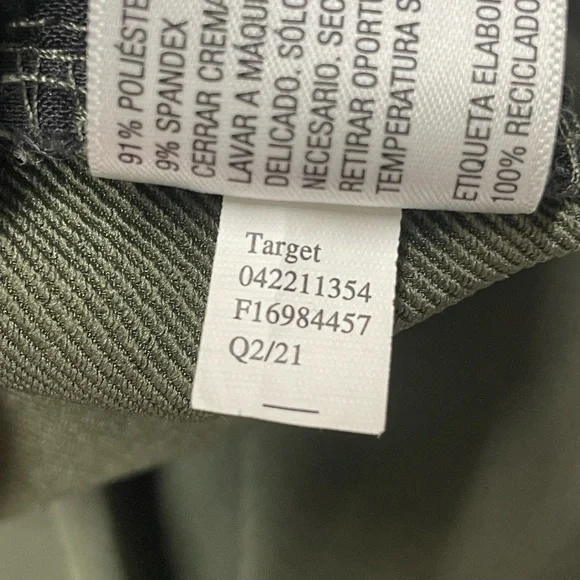 91% POLIÉSTE
9% SPANDEX
CERRAR CREMA
LAVAR A MÁQU
DELICADO. SÓLO
NECESARIO. SEC
RETIRAR OPORT
TEMPERATURA S
ETIQUETA ELABO
100% RECICLADO
Target
042211354
F16984457
Q2/21